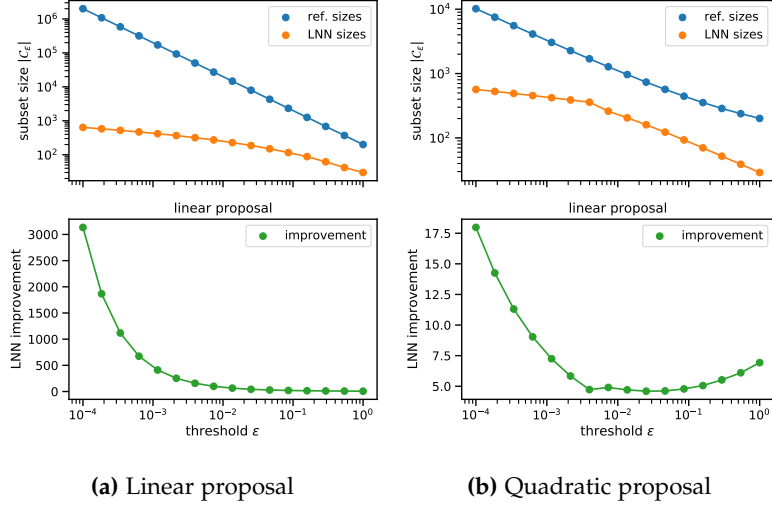 10^6
10^5
10^4
10^3
10^2
subset size |C_ε|
ref. sizes
LNN sizes
10^4
10^3
10^2
subset size |C_ε|
ref. sizes
LNN sizes
linear proposal
3000
2500
2000
1500
1000
500
0
LNN improvement
improvement
10^-4 10^-3 10^-2 10^-1 10^0
threshold ε
linear proposal
17.5
15.0
12.5
10.0
7.5
5.0
LNN improvement
improvement
10^-4 10^-3 10^-2 10^-1 10^0
threshold ε
(a) Linear proposal
(b) Quadratic proposal